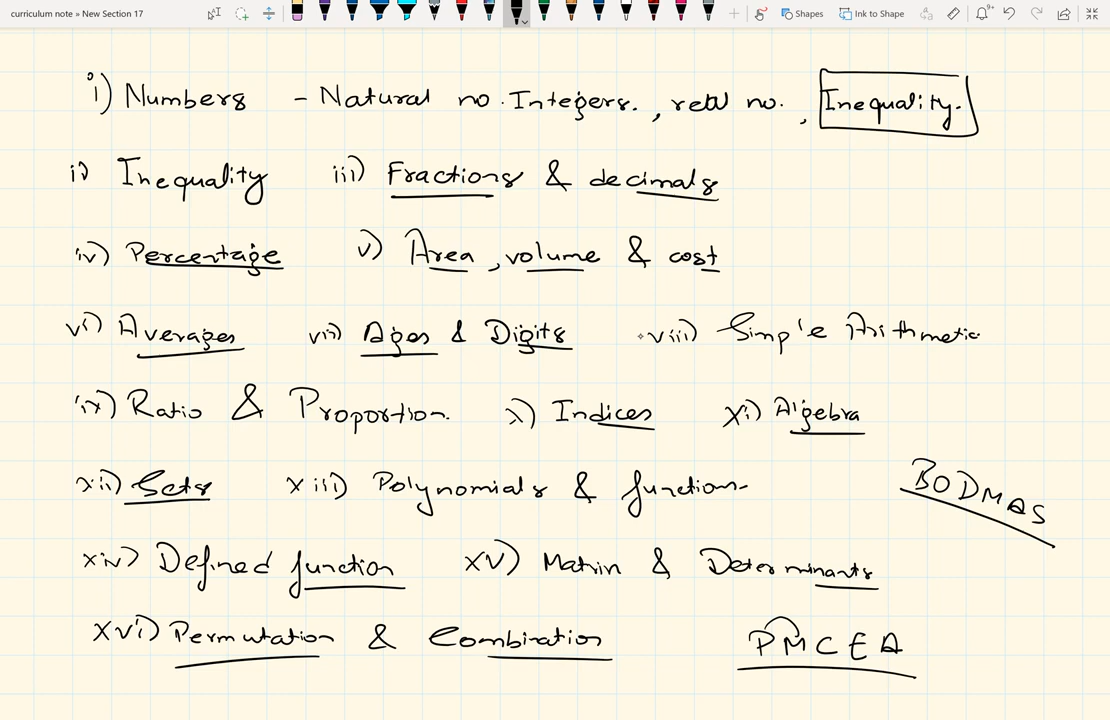 curriculum note » New Section 17
Shapes Ink to Shape 9+
i) Numbers - Natural no. Integers., real no., Inequality.
ii) Inequality iii) Fractions & decimals
iv) Percentage v) Area, volume & cost
vi) Averages vii) Ages & Digits viii) Simple Arithmetic
ix) Ratio & Proportion. x) Indices xi) Algebra
xii) Sets xiii) Polynomials & function-
BODMAS
xiv) Defined function xv) Matrix & Determinants
xvi) Permutation & Combination PMCEA